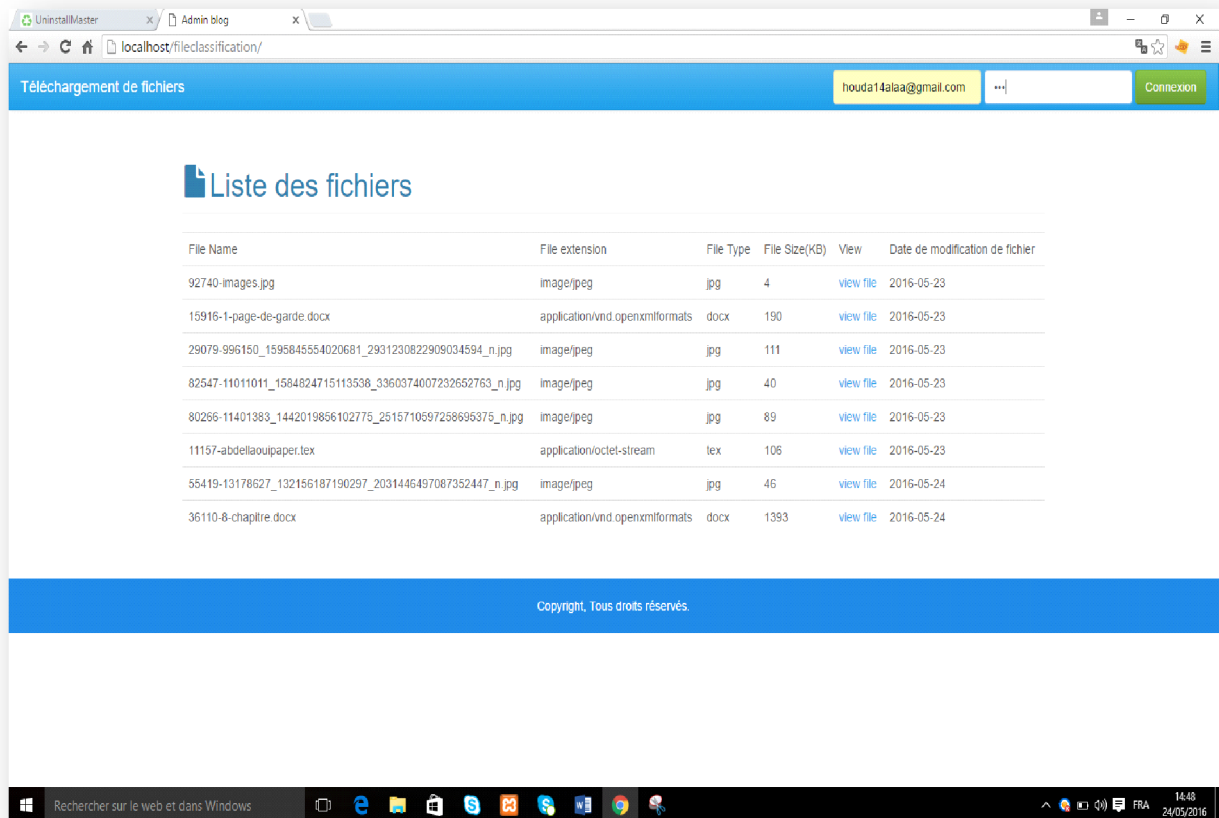 UninstallMaster
Admin blog
localhost/fileclassification/
Téléchargement de fichiers houda14alaa@gmail.com ••• Connexion
Liste des fichiers
File Name File extension File Type File Size(KB) View Date de modification de fichier
92740-images.jpg image/jpeg jpg 4 view file 2016-05-23
15916-1-page-de-garde.docx application/vnd.openxmlformats docx 190 view file 2016-05-23
29079-996150_1595845554020681_2931230822909034594_n.jpg image/jpeg jpg 111 view file 2016-05-23
82547-11011011_1584824715113538_3360374007232652763_n.jpg image/jpeg jpg 40 view file 2016-05-23
80266-11401383_1442019856102775_2515710597258695375_n.jpg image/jpeg jpg 89 view file 2016-05-23
11157-abdellaouipaper.tex application/octet-stream tex 106 view file 2016-05-23
55419-13178627_132156187190297_2031446497087352447_n.jpg image/jpeg jpg 46 view file 2016-05-24
36110-8-chapitre.docx application/vnd.openxmlformats docx 1393 view file 2016-05-24
Copyright, Tous droits réservés.
Rechercher sur le web et dans Windows
FRA
14:48
24/05/2016